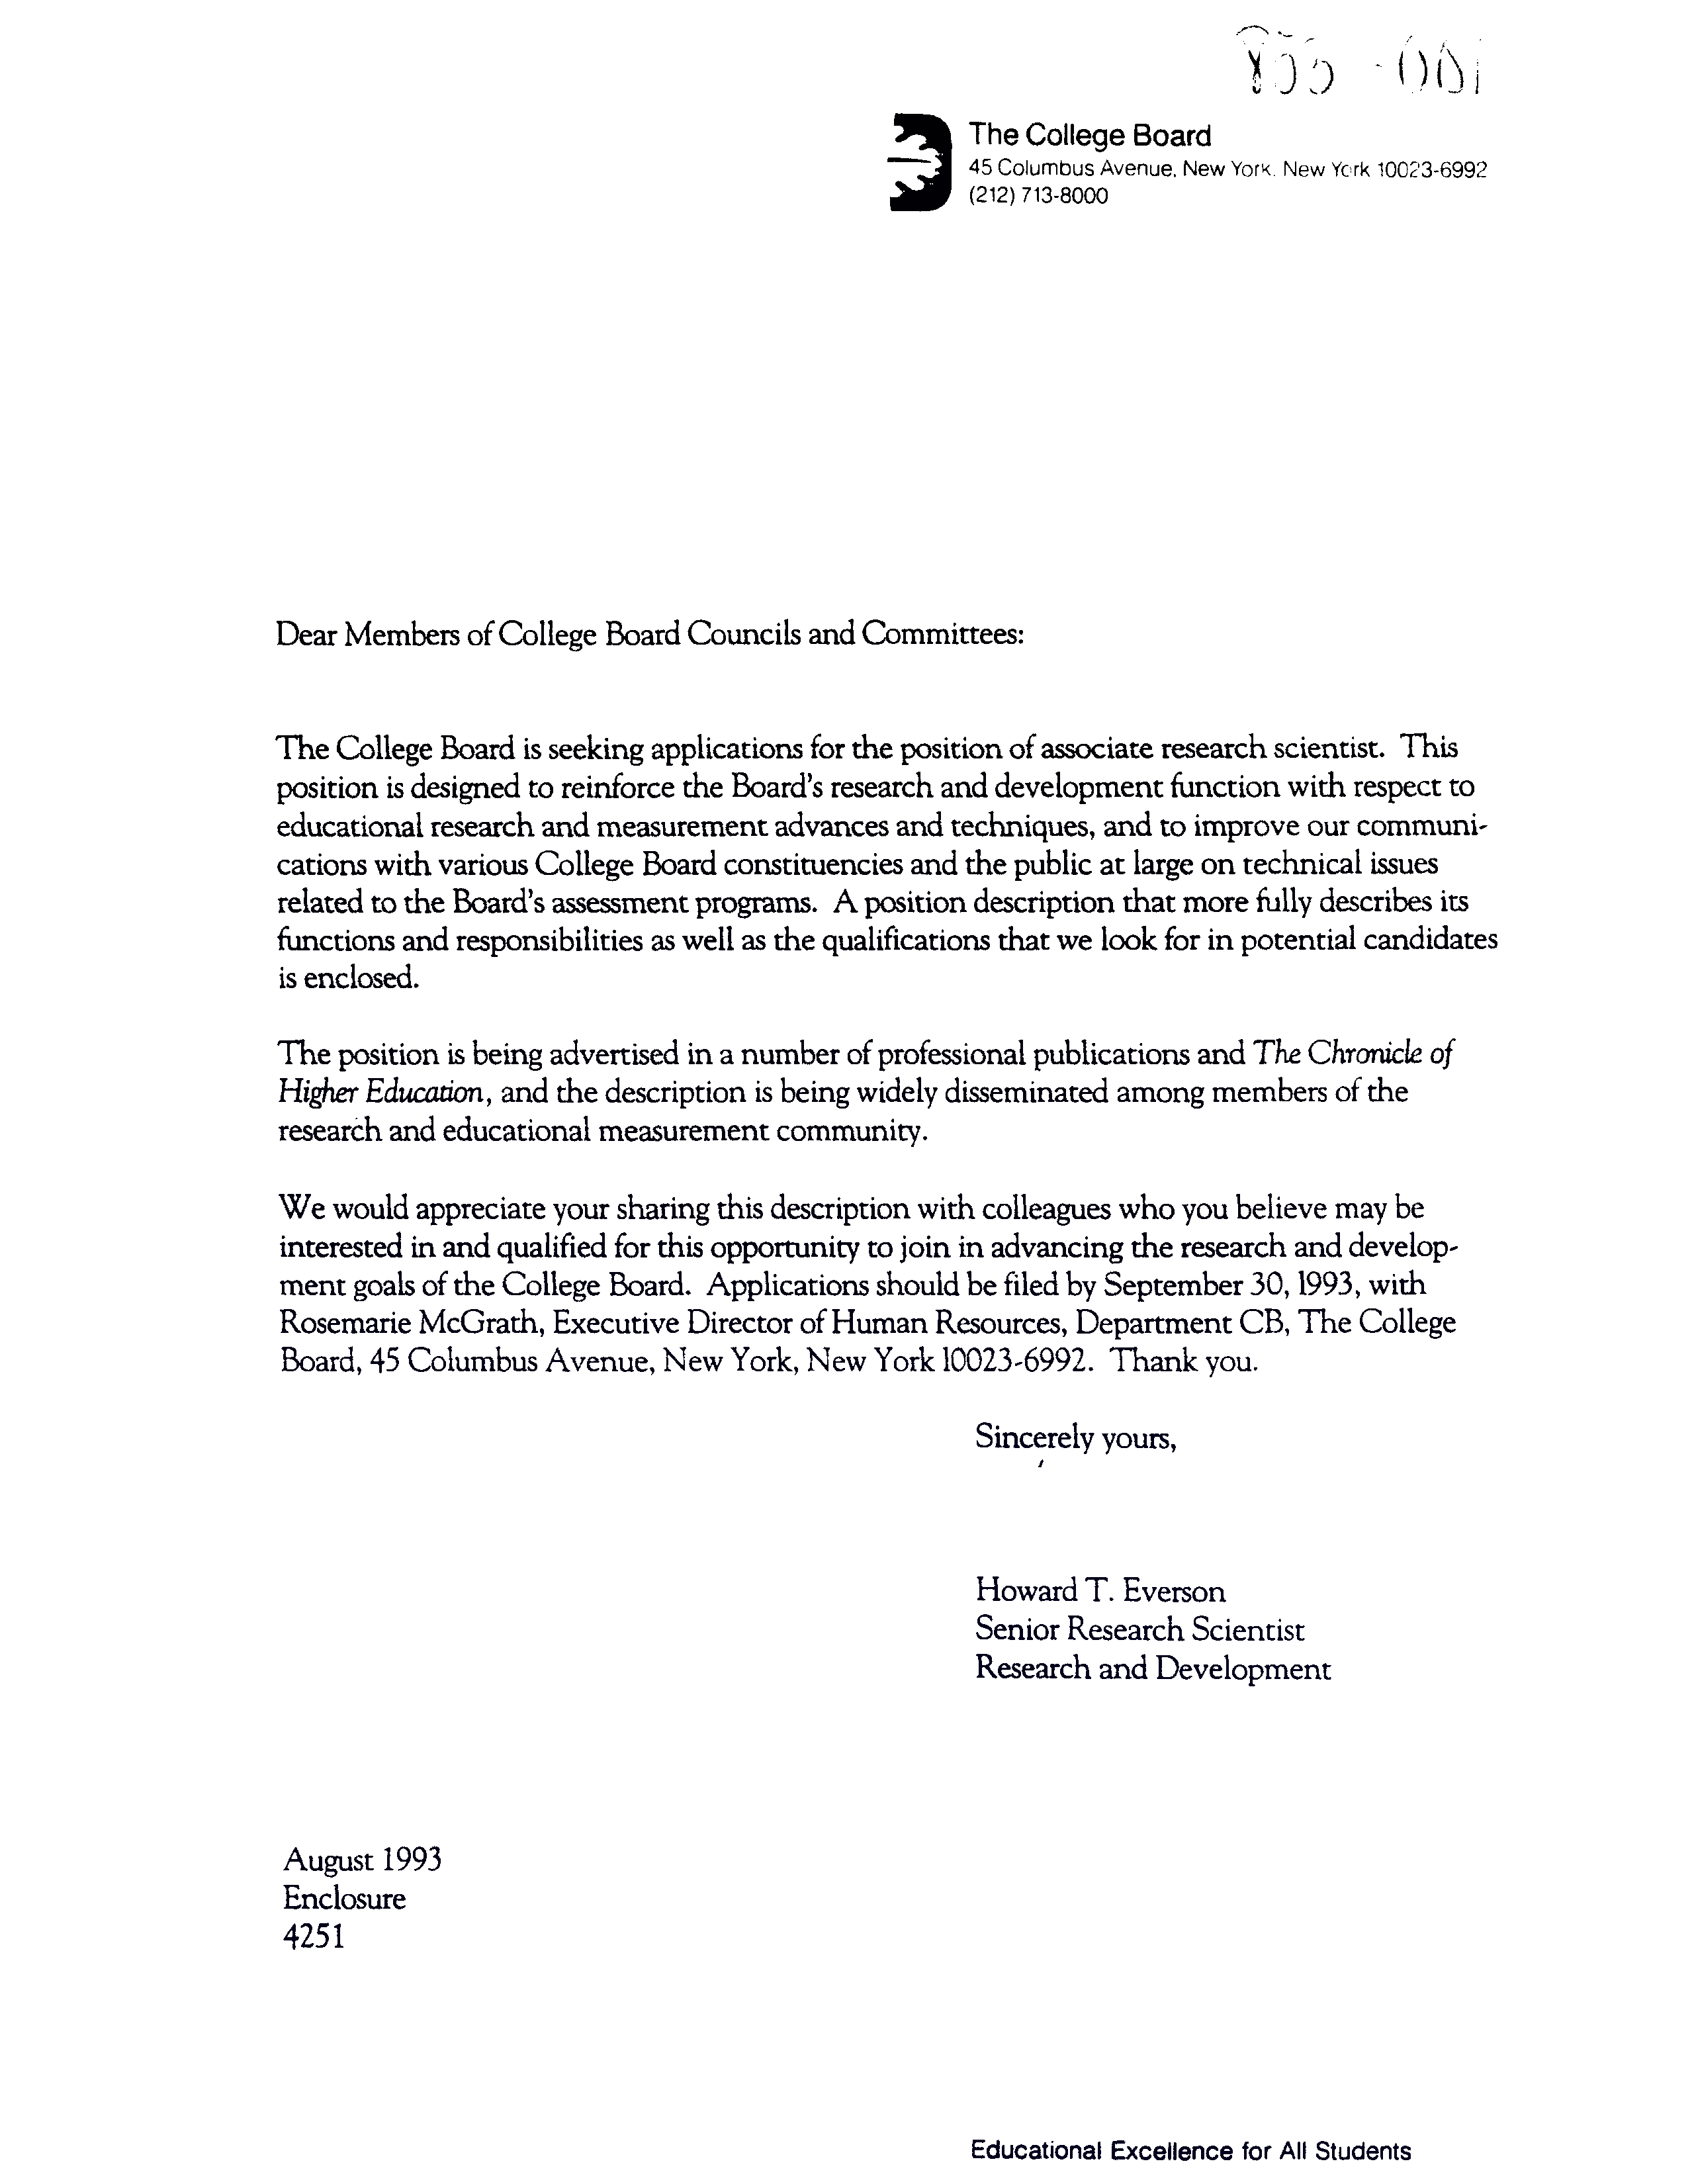 The College Board
45 Columbus Avenue, New York, New York 10023-6992
(212) 713-8000
Dear Members of College Board Councils and Committees:
The College Board is seeking applications for the position of associate research scientist. This
position is designed to reinforce the Board's research and development function with respect to
educational research and measurement advances and techniques, and to improve our communi-
cations with various College Board constituencies and the public at large on technical issues
related to the Board's assessment programs. A position description that more fully describes its
functions and responsibilities as well as the qualifications that we look for in potential candidates
is enclosed.
The position is being advertised in a number of professional publications and The Chronicle of
Higher Education, and the description is being widely disseminated among members of the
research and educational measurement community.
We would appreciate your sharing this description with colleagues who you believe may be
interested in and qualified for this opportunity to join in advancing the research and develop-
ment goals of the College Board. Applications should be filed by September 30, 1993, with
Rosemarie McGrath, Executive Director of Human Resources, Department CB, The College
Board, 45 Columbus Avenue, New York, New York 10023-6992. Thank you.
Sincerely yours,
Howard T. Everson
Senior Research Scientist
Research and Development
August 1993
Enclosure
4251
Educational Excellence for All Students